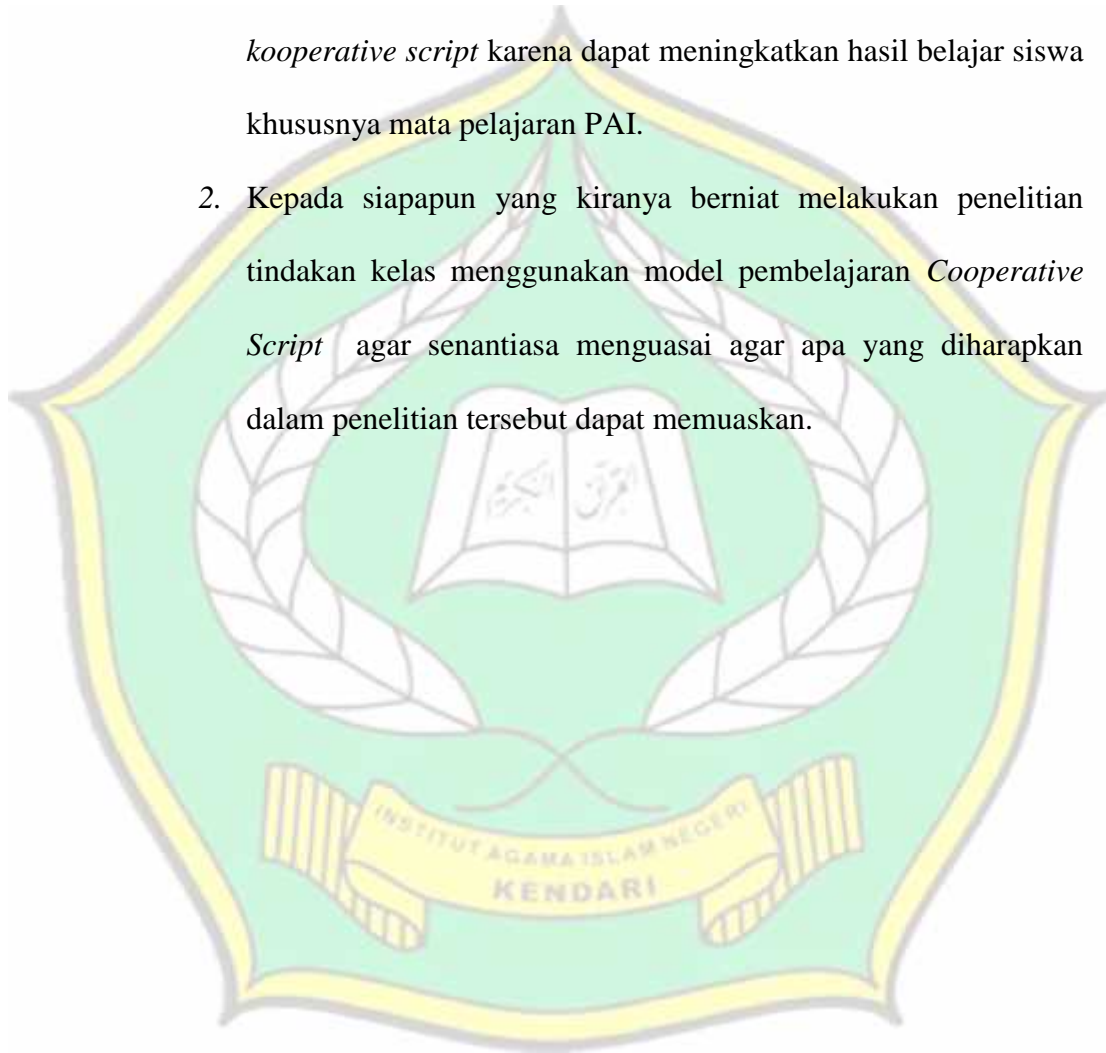 kooperative script karena dapat meningkatkan hasil belajar siswa
khususnya mata pelajaran PAI.
2. Kepada siapapun yang kiranya berniat melakukan penelitian
tindakan kelas menggunakan model pembelajaran Cooperative
Script agar senantiasa menguasai agar apa yang diharapkan
dalam penelitian tersebut dapat memuaskan.
INSTITUT AGAMA ISLAM NEGERI
KENDARI